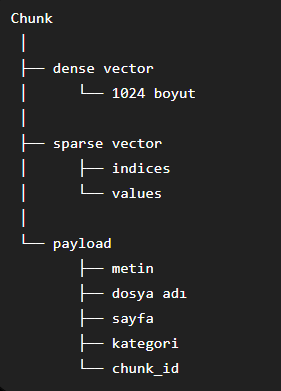 Chunk
│
├── dense vector
│     └── 1024 boyut
│
├── sparse vector
│     ├── indices
│     └── values
│
└── payload
      ├── metin
      ├── dosya adı
      ├── sayfa
      ├── kategori
      └── chunk_id